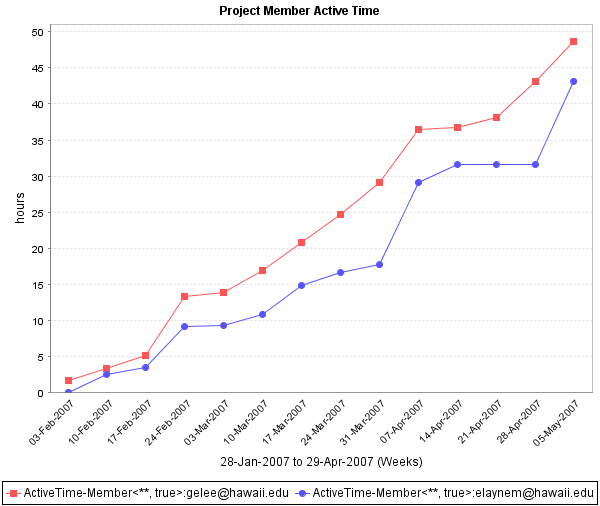 Project Member Active Time
hours
50
45
40
35
30
25
20
15
10
5
0
03-Feb-2007
10-Feb-2007
17-Feb-2007
24-Feb-2007
03-Mar-2007
10-Mar-2007
17-Mar-2007
24-Mar-2007
31-Mar-2007
07-Apr-2007
14-Apr-2007
21-Apr-2007
28-Apr-2007
05-May-2007
28-Jan-2007 to 29-Apr-2007 (Weeks)
ActiveTime-Member<**, true>:gelee@hawaii.edu
ActiveTime-Member<**, true>:elaynem@hawaii.edu